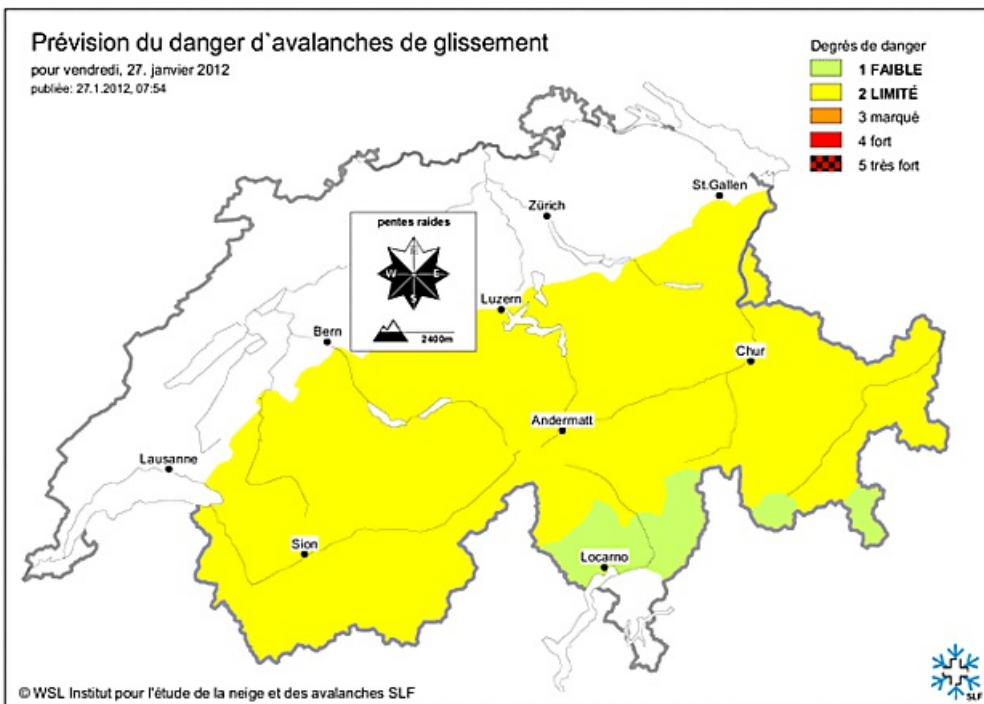 Prévision du danger d`avalanches de glissement
pour vendredi, 27. janvier 2012
publiée: 27.1.2012, 07:54
Degrés de danger
1 FAIBLE
2 LIMITÉ
3 marqué
4 fort
5 très fort
St.Gallen
Zürich
pentes raides
W
E
S
2400m
Luzern
Bern
Chur
Andermatt
Lausanne
Sion
Locarno
© WSL Institut pour l'étude de la neige et des avalanches SLF
SLF